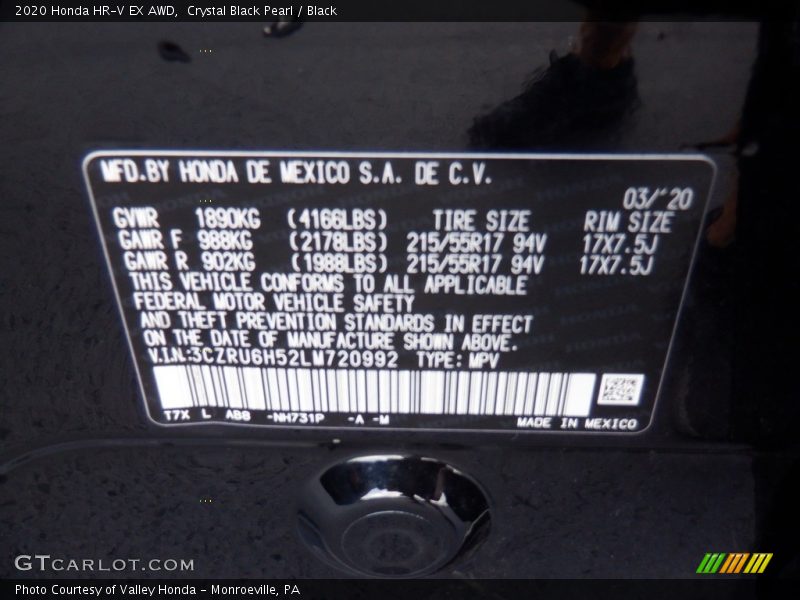 2020 Honda HR-V EX AWD, Crystal Black Pearl / Black
MFD.BY HONDA DE MEXICO S.A. DE C.V.
03/'20
GVWR 1890KG (4166LBS) TIRE SIZE RIM SIZE
GAWR F 988KG (2178LBS) 215/55R17 94V 17X7.5J
GAWR R 902KG (1988LBS) 215/55R17 94V 17X7.5J
THIS VEHICLE CONFORMS TO ALL APPLICABLE
FEDERAL MOTOR VEHICLE SAFETY
AND THEFT PREVENTION STANDARDS IN EFFECT
ON THE DATE OF MANUFACTURE SHOWN ABOVE.
V.I.N:3CZRU6H52LM720992 TYPE: MPV
T7X L AB8 -NH731P -A -M
MADE IN MEXICO
GTCARLOT.COM
Photo Courtesy of Valley Honda - Monroeville, PA